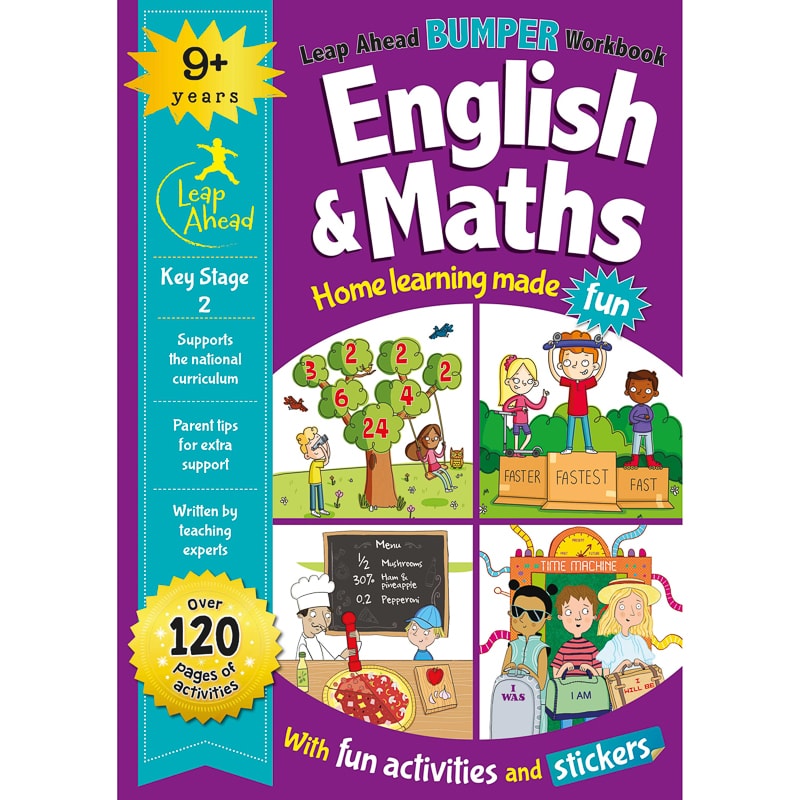 9+
years
Leap
Ahead
Key Stage
2
Supports
the national
curriculum
Parent tips
for extra
support
Written by
teaching
experts
Over
120
pages of
activities
Leap Ahead BUMPER Workbook
English
& Maths
Home learning made fun
3 2 2 2
6 4
24
FASTER FASTEST FAST
Menu
1/2 Mushrooms
30% Ham &
pineapple
0.2 Pepperoni
PRESENT
PAST FUTURE
TIME MACHINE
I WAS
I AM
I WILL BE
With fun activities and stickers